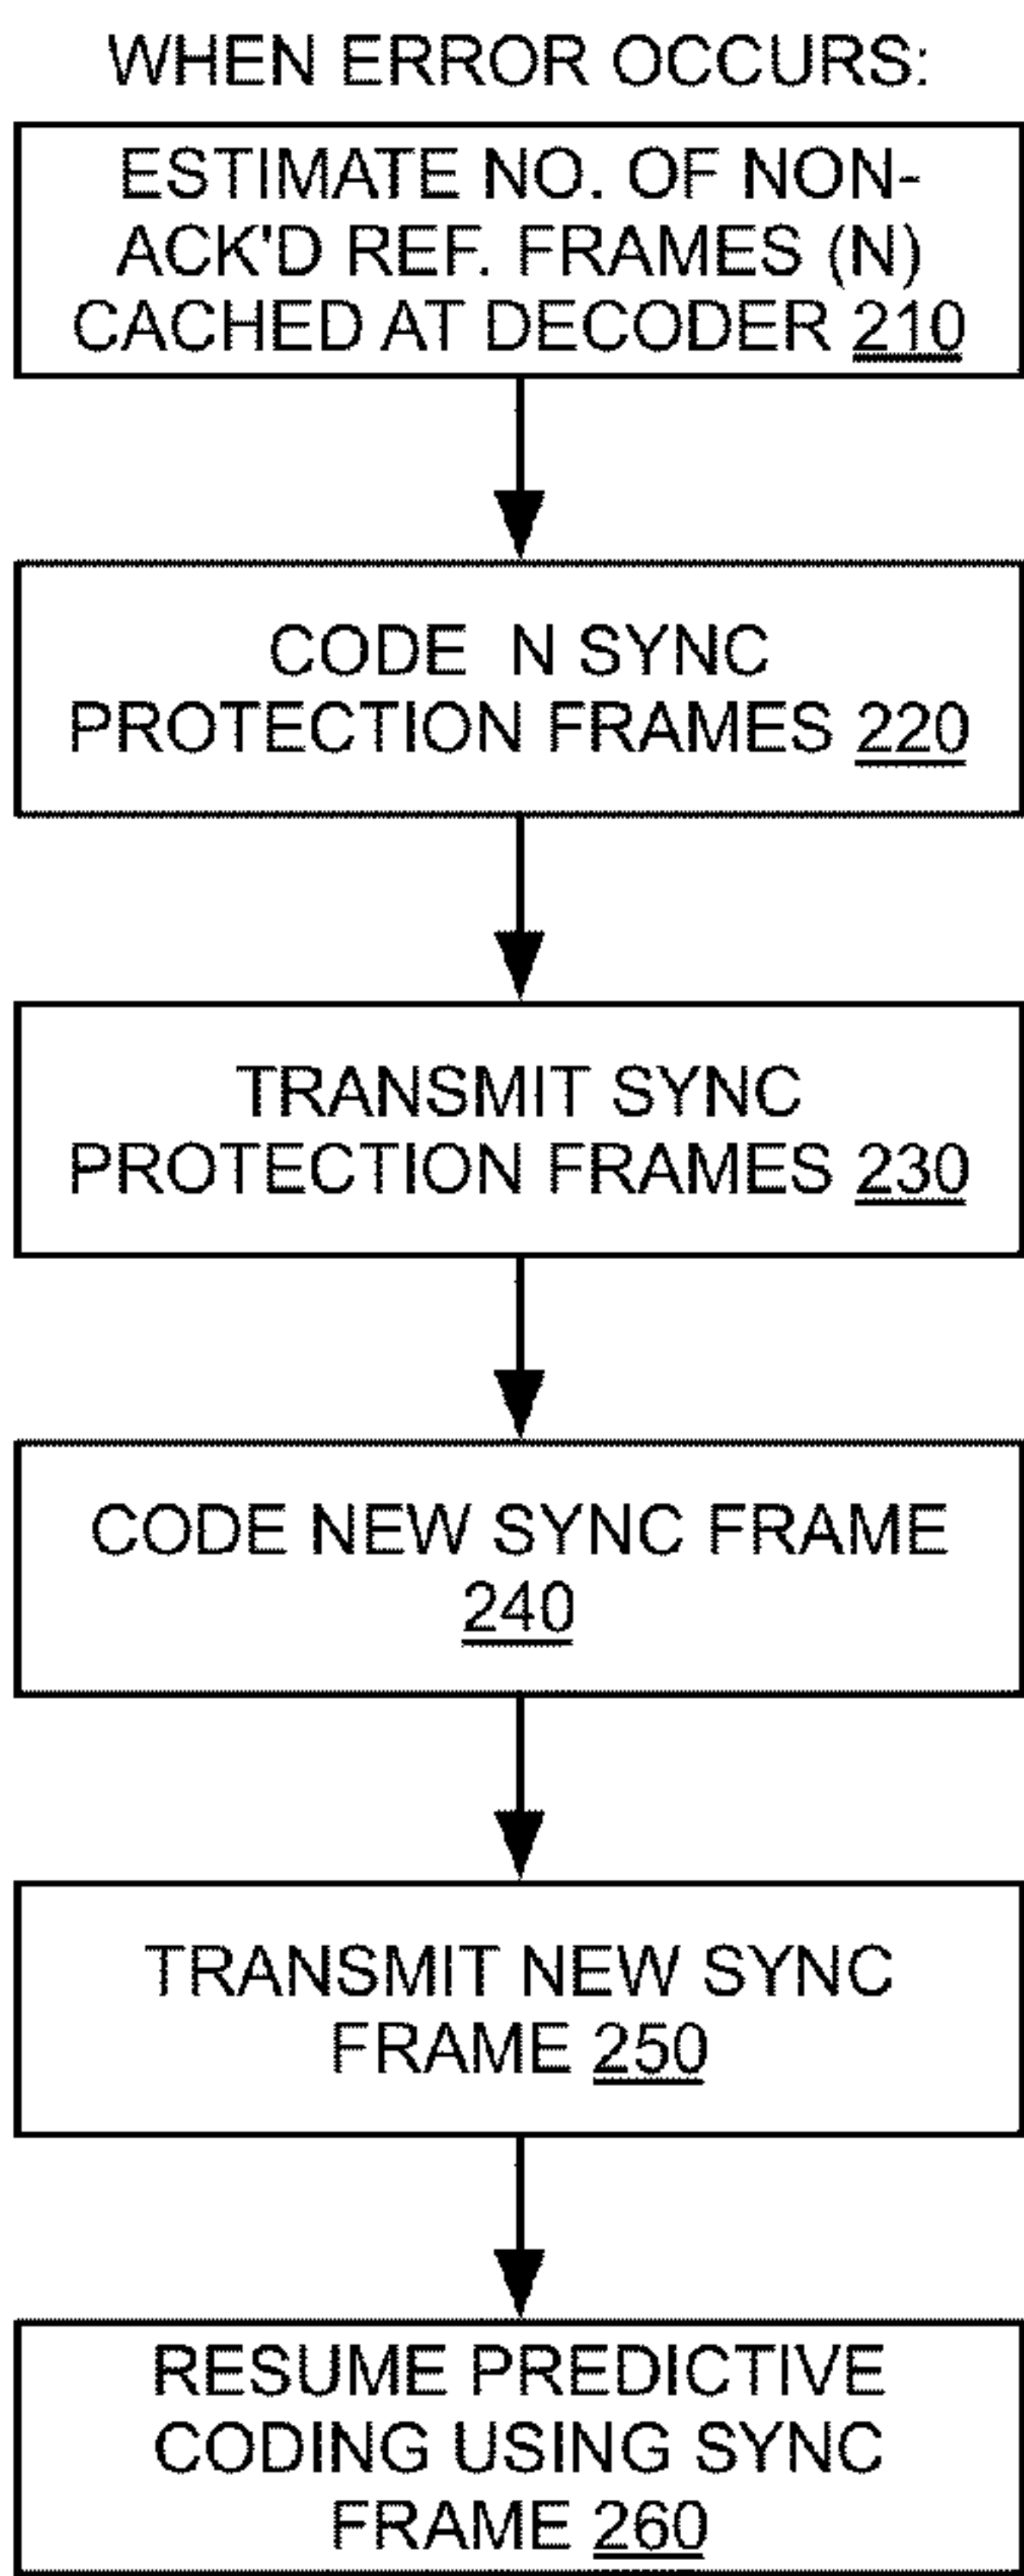 WHEN ERROR OCCURS:
ESTIMATE NO. OF NON-
ACK'D REF. FRAMES (N)
CACHED AT DECODER 210
CODE N SYNC
PROTECTION FRAMES 220
TRANSMIT SYNC
PROTECTION FRAMES 230
CODE NEW SYNC FRAME
240
TRANSMIT NEW SYNC
FRAME 250
RESUME PREDICTIVE
CODING USING SYNC
FRAME 260